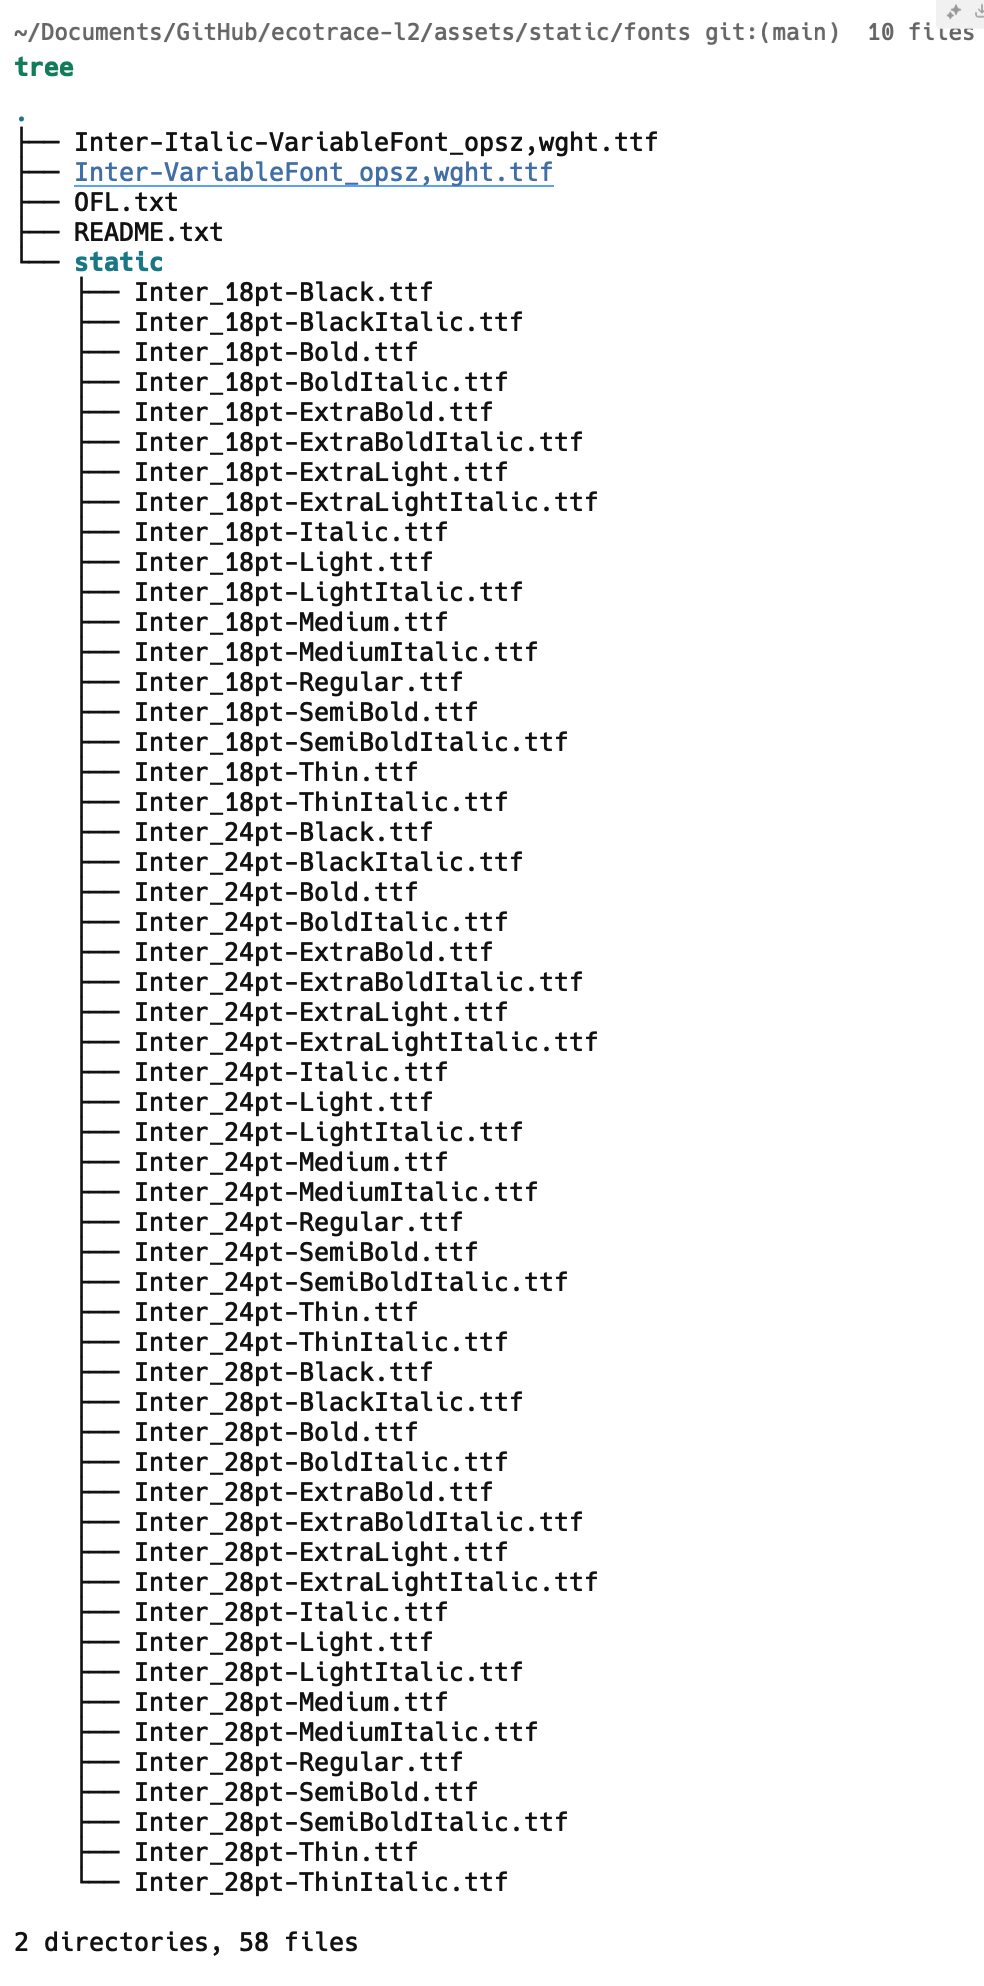 ~/Documents/GitHub/ecotrace-l2/assets/static/fonts git:(main)  10 files
tree
.
├── Inter-Italic-VariableFont_opsz,wght.ttf
├── Inter-VariableFont_opsz,wght.ttf
├── OFL.txt
├── README.txt
└── static
    ├── Inter_18pt-Black.ttf
    ├── Inter_18pt-BlackItalic.ttf
    ├── Inter_18pt-Bold.ttf
    ├── Inter_18pt-BoldItalic.ttf
    ├── Inter_18pt-ExtraBold.ttf
    ├── Inter_18pt-ExtraBoldItalic.ttf
    ├── Inter_18pt-ExtraLight.ttf
    ├── Inter_18pt-ExtraLightItalic.ttf
    ├── Inter_18pt-Italic.ttf
    ├── Inter_18pt-Light.ttf
    ├── Inter_18pt-LightItalic.ttf
    ├── Inter_18pt-Medium.ttf
    ├── Inter_18pt-MediumItalic.ttf
    ├── Inter_18pt-Regular.ttf
    ├── Inter_18pt-SemiBold.ttf
    ├── Inter_18pt-SemiBoldItalic.ttf
    ├── Inter_18pt-Thin.ttf
    ├── Inter_18pt-ThinItalic.ttf
    ├── Inter_24pt-Black.ttf
    ├── Inter_24pt-BlackItalic.ttf
    ├── Inter_24pt-Bold.ttf
    ├── Inter_24pt-BoldItalic.ttf
    ├── Inter_24pt-ExtraBold.ttf
    ├── Inter_24pt-ExtraBoldItalic.ttf
    ├── Inter_24pt-ExtraLight.ttf
    ├── Inter_24pt-ExtraLightItalic.ttf
    ├── Inter_24pt-Italic.ttf
    ├── Inter_24pt-Light.ttf
    ├── Inter_24pt-LightItalic.ttf
    ├── Inter_24pt-Medium.ttf
    ├── Inter_24pt-MediumItalic.ttf
    ├── Inter_24pt-Regular.ttf
    ├── Inter_24pt-SemiBold.ttf
    ├── Inter_24pt-SemiBoldItalic.ttf
    ├── Inter_24pt-Thin.ttf
    ├── Inter_24pt-ThinItalic.ttf
    ├── Inter_28pt-Black.ttf
    ├── Inter_28pt-BlackItalic.ttf
    ├── Inter_28pt-Bold.ttf
    ├── Inter_28pt-BoldItalic.ttf
    ├── Inter_28pt-ExtraBold.ttf
    ├── Inter_28pt-ExtraBoldItalic.ttf
    ├── Inter_28pt-ExtraLight.ttf
    ├── Inter_28pt-ExtraLightItalic.ttf
    ├── Inter_28pt-Italic.ttf
    ├── Inter_28pt-Light.ttf
    ├── Inter_28pt-LightItalic.ttf
    ├── Inter_28pt-Medium.ttf
    ├── Inter_28pt-MediumItalic.ttf
    ├── Inter_28pt-Regular.ttf
    ├── Inter_28pt-SemiBold.ttf
    ├── Inter_28pt-SemiBoldItalic.ttf
    ├── Inter_28pt-Thin.ttf
    └── Inter_28pt-ThinItalic.ttf

2 directories, 58 files